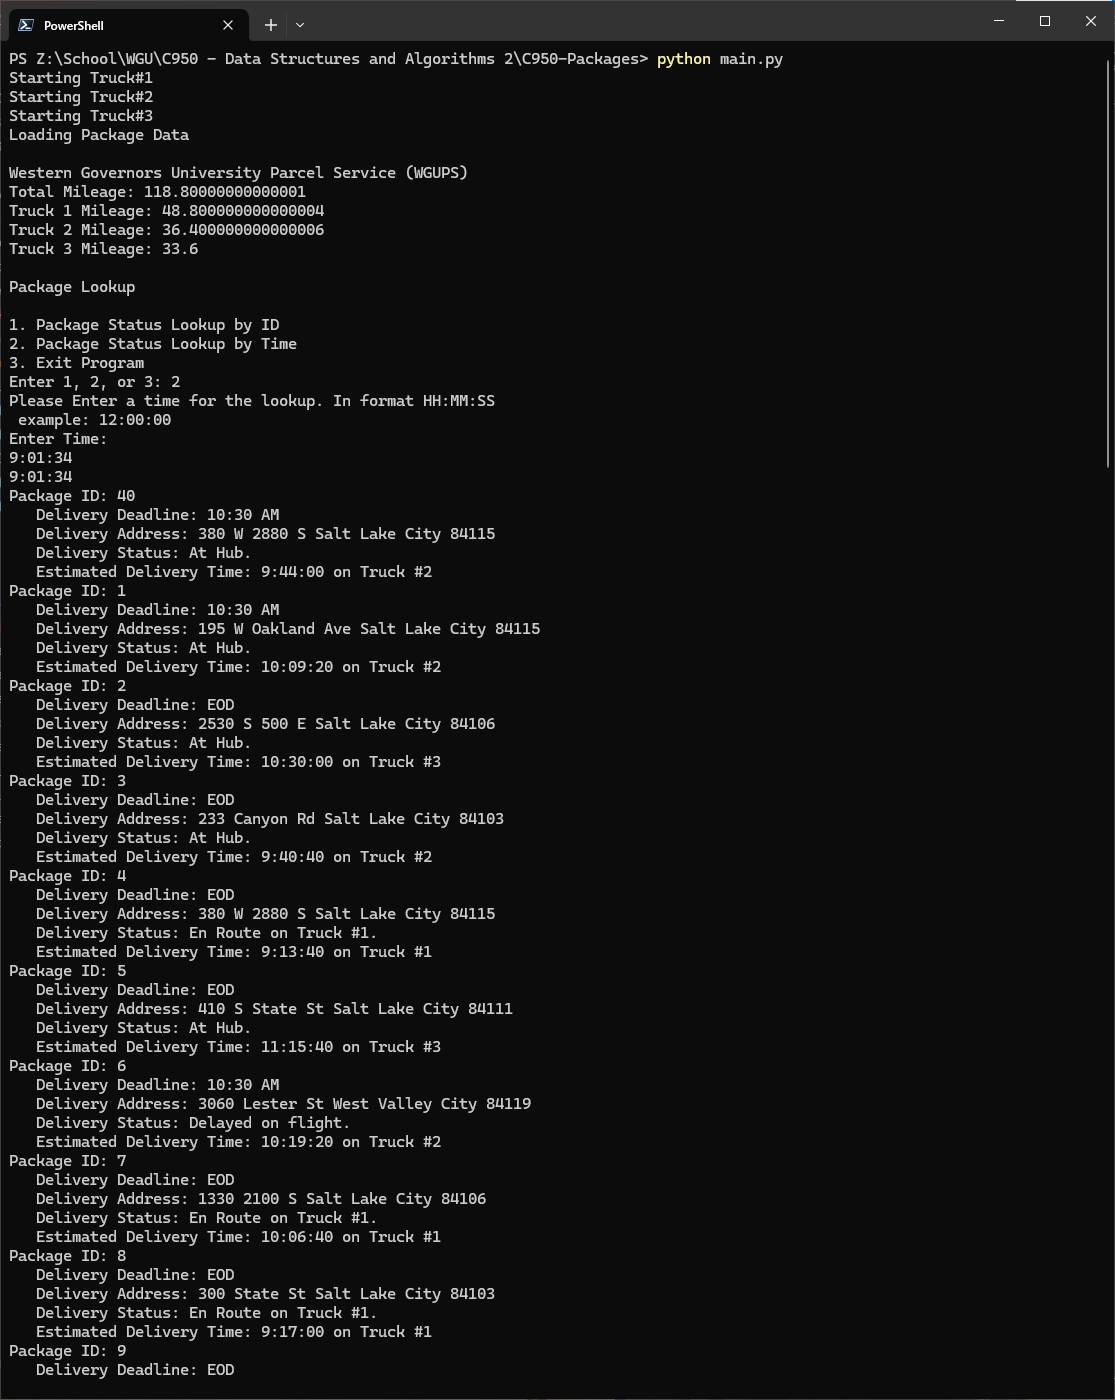 PowerShell
PS Z:\School\WGU\C950 - Data Structures and Algorithms 2\C950-Packages> python main.py
Starting Truck#1
Starting Truck#2
Starting Truck#3
Loading Package Data
Western Governors University Parcel Service (WGUPS)
Total Mileage: 118.80000000000001
Truck 1 Mileage: 48.800000000000004
Truck 2 Mileage: 36.400000000000006
Truck 3 Mileage: 33.6
Package Lookup
1. Package Status Lookup by ID
2. Package Status Lookup by Time
3. Exit Program
Enter 1, 2, or 3: 2
Please Enter a time for the lookup. In format HH:MM:SS
 example: 12:00:00
Enter Time:
9:01:34
9:01:34
Package ID: 40
   Delivery Deadline: 10:30 AM
   Delivery Address: 380 W 2880 S Salt Lake City 84115
   Delivery Status: At Hub.
   Estimated Delivery Time: 9:44:00 on Truck #2
Package ID: 1
   Delivery Deadline: 10:30 AM
   Delivery Address: 195 W Oakland Ave Salt Lake City 84115
   Delivery Status: At Hub.
   Estimated Delivery Time: 10:09:20 on Truck #2
Package ID: 2
   Delivery Deadline: EOD
   Delivery Address: 2530 S 500 E Salt Lake City 84106
   Delivery Status: At Hub.
   Estimated Delivery Time: 10:30:00 on Truck #3
Package ID: 3
   Delivery Deadline: EOD
   Delivery Address: 233 Canyon Rd Salt Lake City 84103
   Delivery Status: At Hub.
   Estimated Delivery Time: 9:40:40 on Truck #2
Package ID: 4
   Delivery Deadline: EOD
   Delivery Address: 380 W 2880 S Salt Lake City 84115
   Delivery Status: En Route on Truck #1.
   Estimated Delivery Time: 9:13:40 on Truck #1
Package ID: 5
   Delivery Deadline: EOD
   Delivery Address: 410 S State St Salt Lake City 84111
   Delivery Status: At Hub.
   Estimated Delivery Time: 11:15:40 on Truck #3
Package ID: 6
   Delivery Deadline: 10:30 AM
   Delivery Address: 3060 Lester St West Valley City 84119
   Delivery Status: Delayed on flight.
   Estimated Delivery Time: 10:19:20 on Truck #2
Package ID: 7
   Delivery Deadline: EOD
   Delivery Address: 1330 2100 S Salt Lake City 84106
   Delivery Status: En Route on Truck #1.
   Estimated Delivery Time: 10:06:40 on Truck #1
Package ID: 8
   Delivery Deadline: EOD
   Delivery Address: 300 State St Salt Lake City 84103
   Delivery Status: En Route on Truck #1.
   Estimated Delivery Time: 9:17:00 on Truck #1
Package ID: 9
   Delivery Deadline: EOD